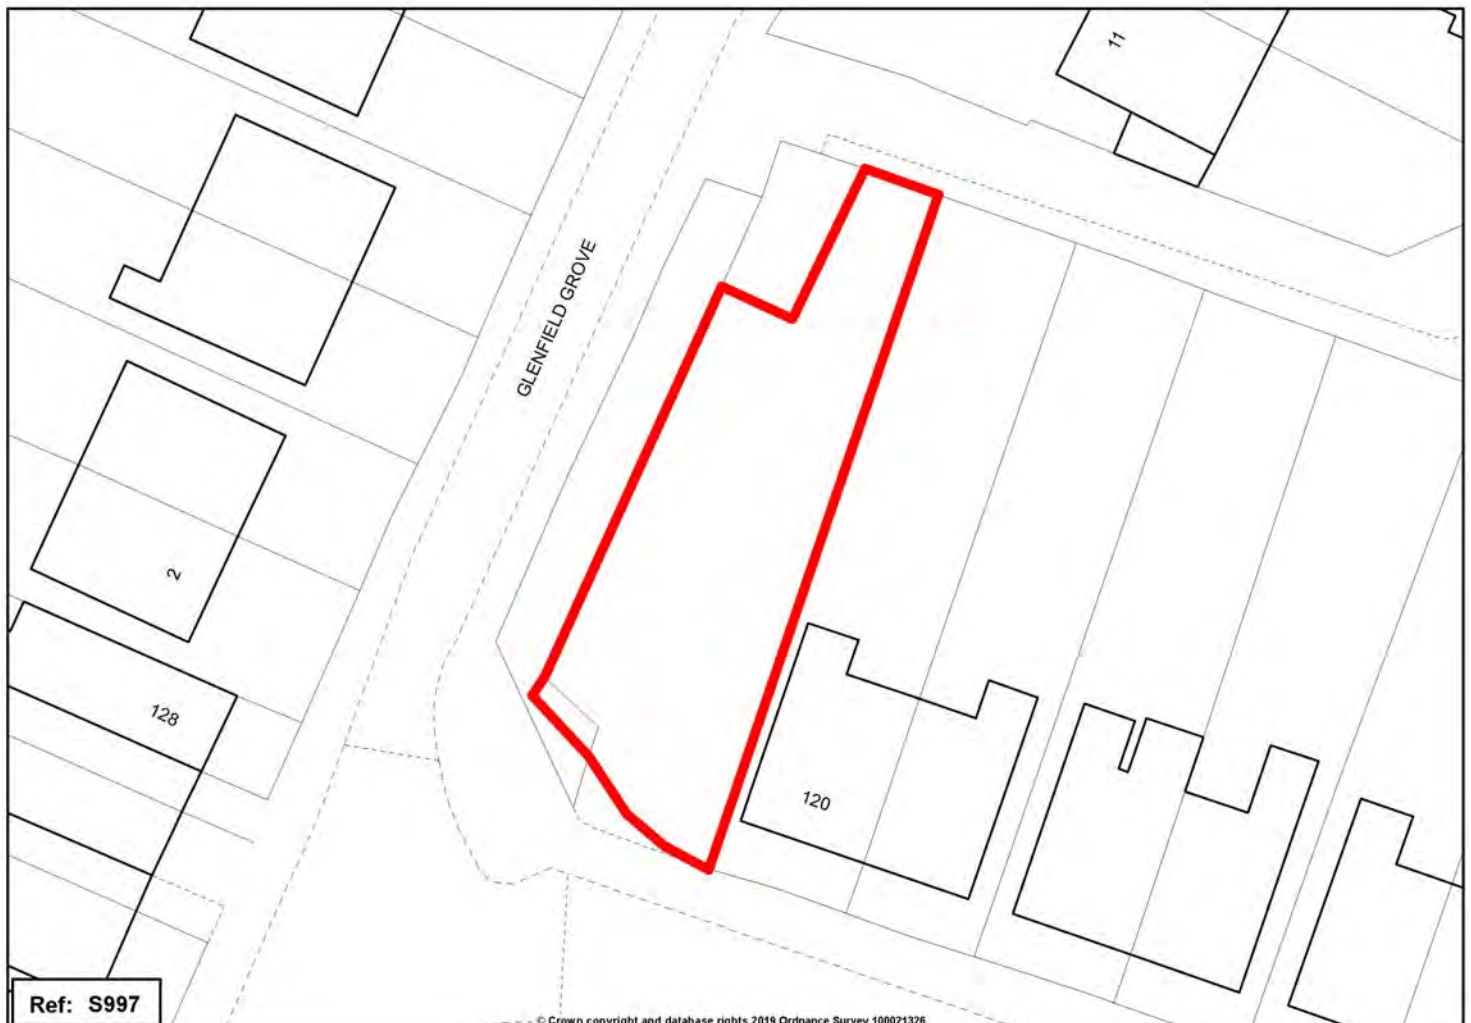 11
GLENFIELD GROVE
2
128
120
Ref: S997
© Crown copyright and database rights 2019 Ordnance Survey 100021326